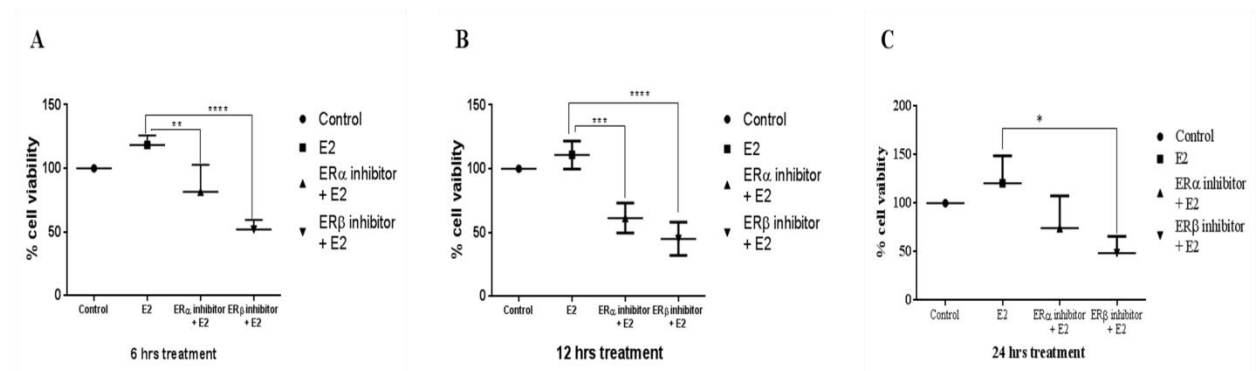 A
150
100
50
0
% cell viability
**
****
Control
E2
ERα inhibitor
+ E2
ERβ inhibitor
+ E2
Control
E2
ERα inhibitor
+ E2
ERβ inhibitor
+ E2
6 hrs treatment
B
150
100
50
0
% cell vaiblity
***
****
Control
E2
ERα inhibitor
+ E2
ERβ inhibitor
+ E2
Control
E2
ERα inhibitor
+ E2
ERβ inhibitor
+ E2
12 hrs treatment
C
200
150
100
50
0
% cell vaiblity
*
Control
E2
ERα inhibitor
+ E2
ERβ inhibitor
+ E2
Control
E2
ERα inhibitor
+ E2
ERβ inhibitor
+ E2
24 hrs treatment